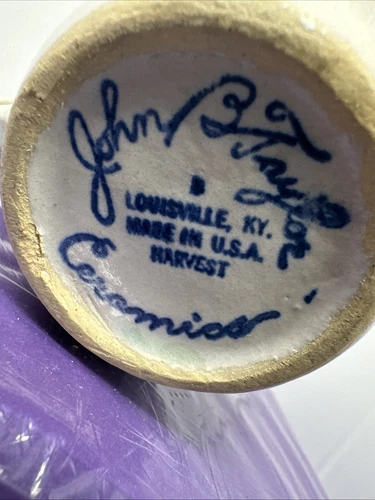 John B Taylor
B
LOUISVILLE, KY.
MADE IN U.S.A.
HARVEST
Ceramics